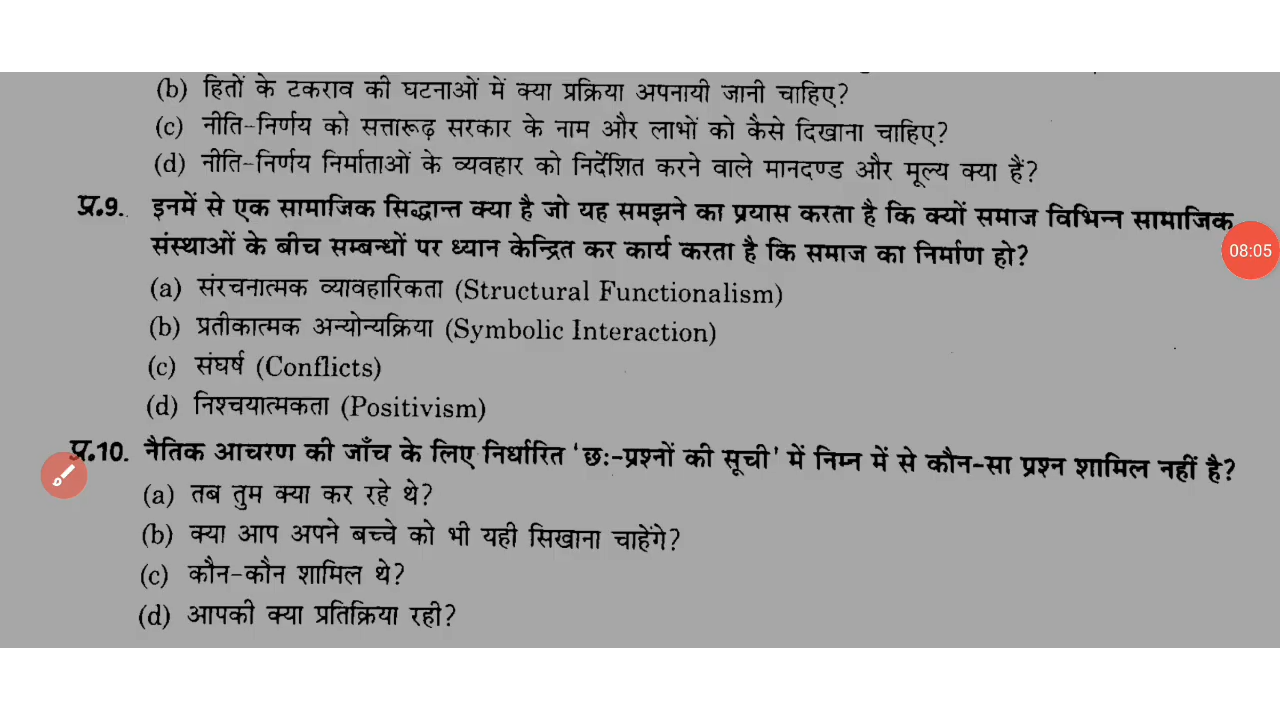 (b) हितों के टकराव की घटनाओं में क्या प्रक्रिया अपनायी जानी चाहिए?
(c) नीति-निर्णय को सत्तारूढ़ सरकार के नाम और लाभों को कैसे दिखाना चाहिए?
(d) नीति-निर्णय निर्माताओं के व्यवहार को निर्देशित करने वाले मानदण्ड और मूल्य क्या हैं?
प्र.9. इनमें से एक सामाजिक सिद्धान्त क्या है जो यह समझने का प्रयास करता है कि क्यों समाज विभिन्न सामाजिक
संस्थाओं के बीच सम्बन्धों पर ध्यान केन्द्रित कर कार्य करता है कि समाज का निर्माण हो?
08:05
(a) संरचनात्मक व्यावहारिकता (Structural Functionalism)
(b) प्रतीकात्मक अन्योन्यक्रिया (Symbolic Interaction)
(c) संघर्ष (Conflicts)
(d) निश्चयात्मकता (Positivism)
प्र.10. नैतिक आचरण की जाँच के लिए निर्धारित ‘छः-प्रश्नों की सूची’ में निम्न में से कौन-सा प्रश्न शामिल नहीं है?
(a) तब तुम क्या कर रहे थे?
(b) क्या आप अपने बच्चे को भी यही सिखाना चाहेंगे?
(c) कौन-कौन शामिल थे?
(d) आपकी क्या प्रतिक्रिया रही?